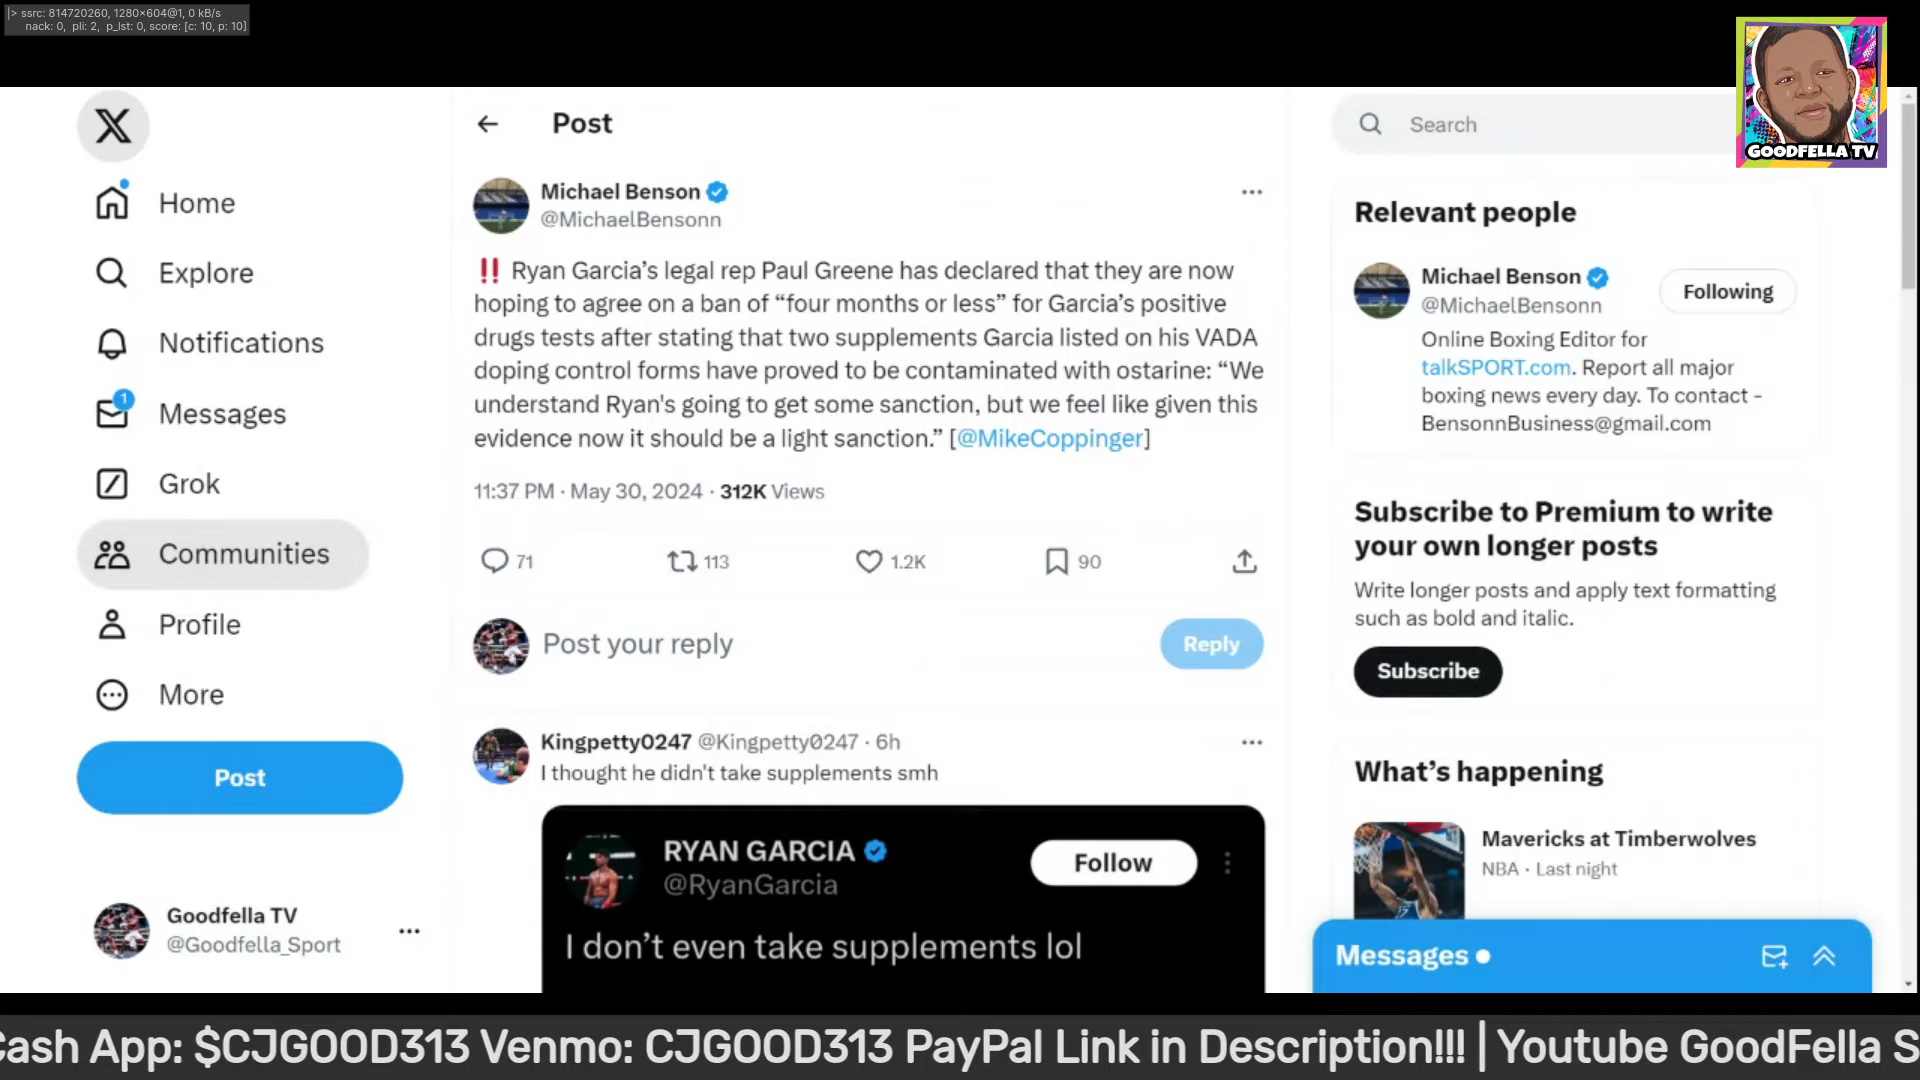 |> ssrc: 814720260, 1280×604@1, 0 kB/s
nack: 0, pli: 2, p_lst: 0, score: [c: 10, p: 10]
GOODFELLA TV
X
Home
Explore
Notifications
1
Messages
Grok
Communities
Profile
More
Post
Goodfella TV
@Goodfella_Sport
Post
Michael Benson
@MichaelBensonn
‼ Ryan Garcia’s legal rep Paul Greene has declared that they are now
hoping to agree on a ban of “four months or less” for Garcia’s positive
drugs tests after stating that two supplements Garcia listed on his VADA
doping control forms have proved to be contaminated with ostarine: “We
understand Ryan's going to get some sanction, but we feel like given this
evidence now it should be a light sanction.” [@MikeCoppinger]
11:37 PM · May 30, 2024 · 312K Views
71 113 1.2K 90
Post your reply
Reply
Kingpetty0247 @Kingpetty0247 · 6h
I thought he didn't take supplements smh
RYAN GARCIA
@RyanGarcia
Follow
I don’t even take supplements lol
Search
Relevant people
Michael Benson
@MichaelBensonn
Following
Online Boxing Editor for
talkSPORT.com. Report all major
boxing news every day. To contact -
BensonnBusiness@gmail.com
Subscribe to Premium to write
your own longer posts
Write longer posts and apply text formatting
such as bold and italic.
Subscribe
What’s happening
Mavericks at Timberwolves
NBA · Last night
Messages
Cash App: $CJGOOD313 Venmo: CJGOOD313 PayPal Link in Description!!! | Youtube GoodFella S